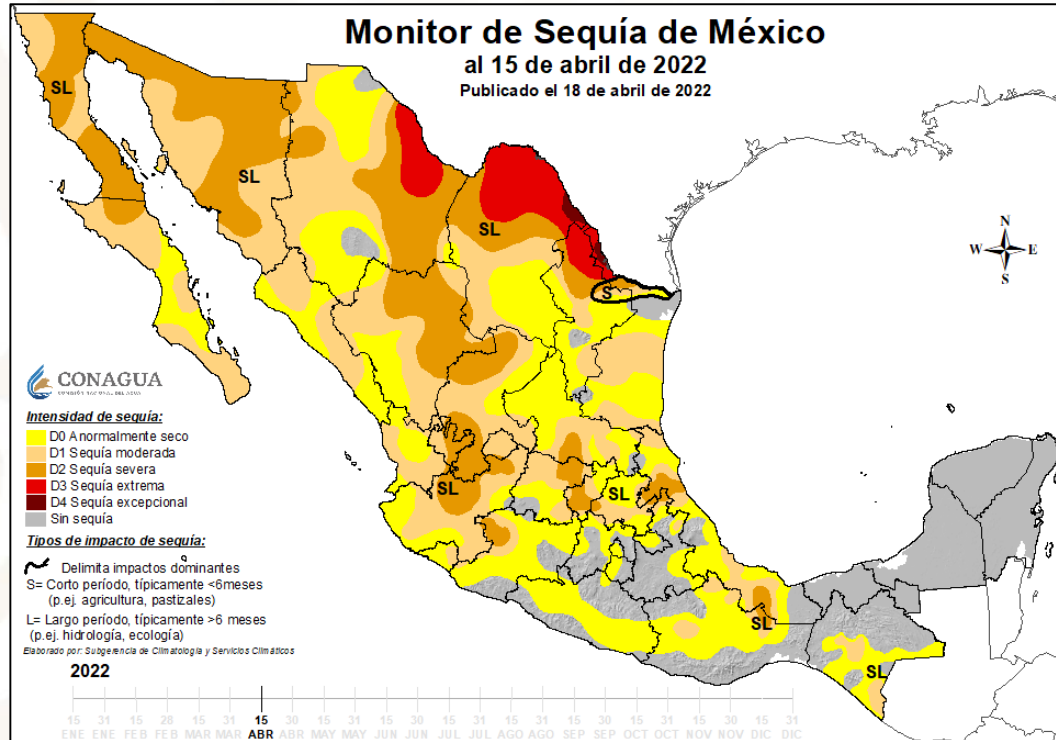 Monitor de Sequía de México
al 15 de abril de 2022
Publicado el 18 de abril de 2022
SL
SL
SL
S
N
W E
S
CONAGUA
COMISIÓN NACIONAL DEL AGUA
Intensidad de sequía:
D0 Anormalmente seco
D1 Sequía moderada
D2 Sequía severa
D3 Sequía extrema
D4 Sequía excepcional
Sin sequía
SL
SL
Tipos de impacto de sequía:
Delimita impactos dominantes
S= Corto período, típicamente <6meses
(p.ej. agricultura, pastizales)
L= Largo período, típicamente >6 meses
(p.ej. hidrología, ecología)
SL
SL
Elaborado por: Subgerencia de Climatología y Servicios Climáticos
2022
15 31 15 28 15 31 15 30 15 31 15 30 15 31 15 31 15 30 15 31 15 30 15 31
ENE ENE FEB FEB MAR MAR ABR ABR MAY MAY JUN JUN JUL JUL AGO AGO SEP SEP OCT OCT NOV NOV DIC DIC